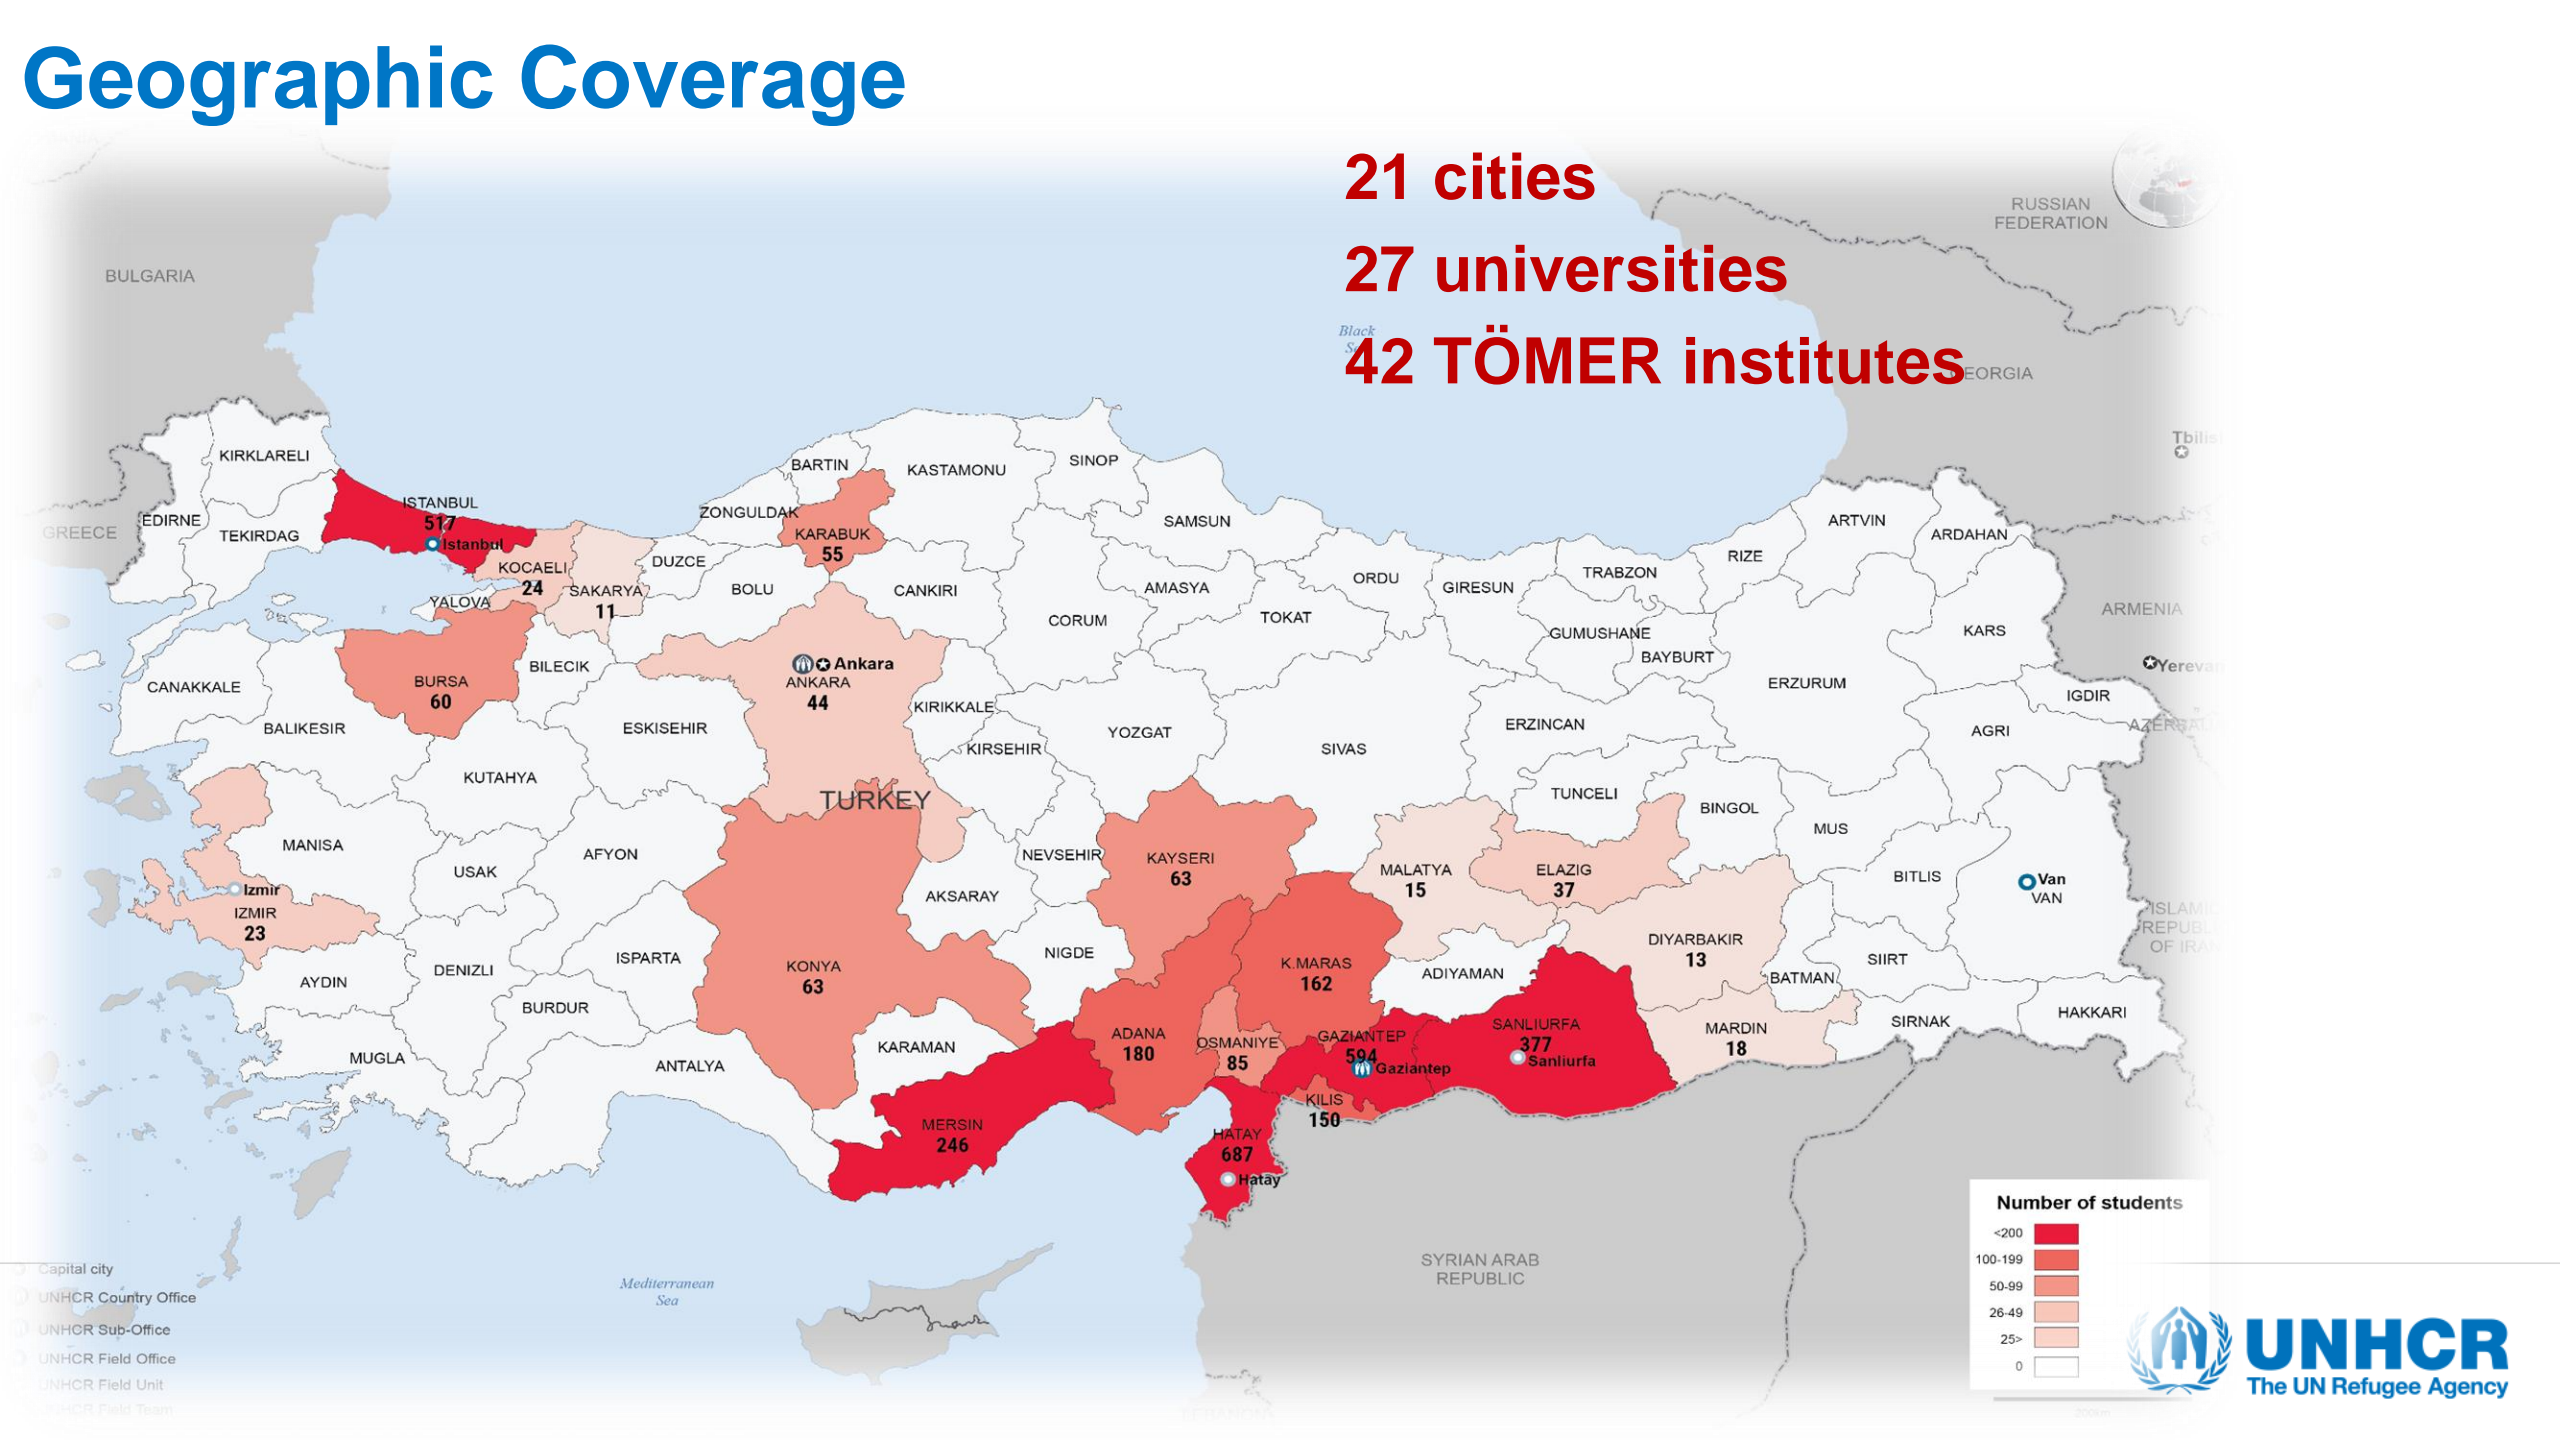 Geographic Coverage
21 cities
27 universities
42 TÖMER institutes
RUSSIAN
FEDERATION
BULGARIA
Black
GEORGIA
KIRKLARELI
BARTIN
KASTAMONU
SINOP
ISTANBUL
517
Istanbul
EDIRNE
GREECE
TEKIRDAG
ZONGULDAK
KARABUK
55
SAMSUN
ARTVIN
ARDAHAN
RIZE
KOCAELI
24
SAKARYA
11
DUZCE
BOLU
CANKIRI
AMASYA
ORDU
GIRESUN
TRABZON
YALOVA
CORUM
TOKAT
GUMUSHANE
BAYBURT
KARS
ARMENIA
CANAKKALE
BURSA
60
BILECIK
Ankara
ANKARA
44
KIRIKKALE
ERZURUM
IGDIR
BALIKESIR
ESKISEHIR
KIRSEHIR
YOZGAT
SIVAS
ERZINCAN
AGRI
KUTAHYA
TURKEY
TUNCELI
BINGOL
MUS
MANISA
USAK
AFYON
NEVSEHIR
KAYSERI
63
MALATYA
15
ELAZIG
37
BITLIS
Van
VAN
Izmir
IZMIR
23
AKSARAY
DIYARBAKIR
13
AYDIN
DENIZLI
ISPARTA
KONYA
63
NIGDE
K.MARAS
162
ADIYAMAN
BATMAN
SIIRT
BURDUR
SIRNAK
HAKKARI
MUGLA
ANTALYA
KARAMAN
ADANA
180
OSMANIYE
85
GAZIANTEP
594
Gaziantep
SANLIURFA
377
Sanliurfa
MARDIN
18
KILIS
150
MERSIN
246
HATAY
687
Hatay
SYRIAN ARAB
REPUBLIC
Mediterranean
Sea
Capital city
UNHCR Country Office
UNHCR Sub-Office
UNHCR Field Office
UNHCR Field Unit
UNHCR Field Team
Number of students
<200
100-199
50-99
26-49
25>
0
UNHCR
The UN Refugee Agency